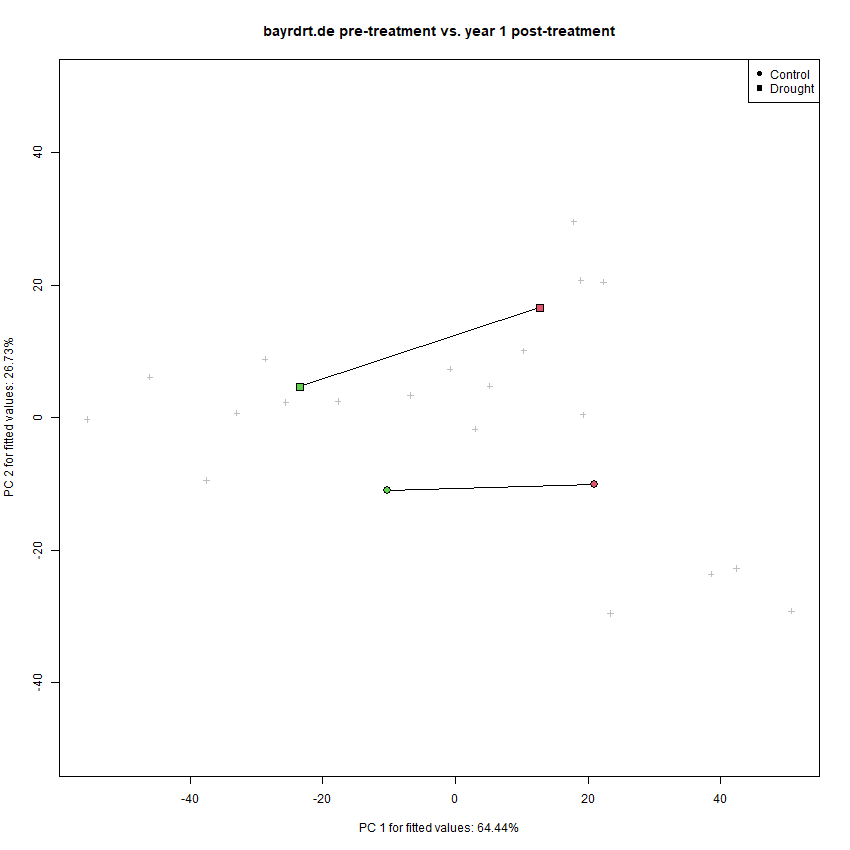 bayrdrt.de pre-treatment vs. year 1 post-treatment
Control
Drought
40
20
0
-20
-40
PC 2 for fitted values: 26.73%
-40
-20
0
20
40
PC 1 for fitted values: 64.44%